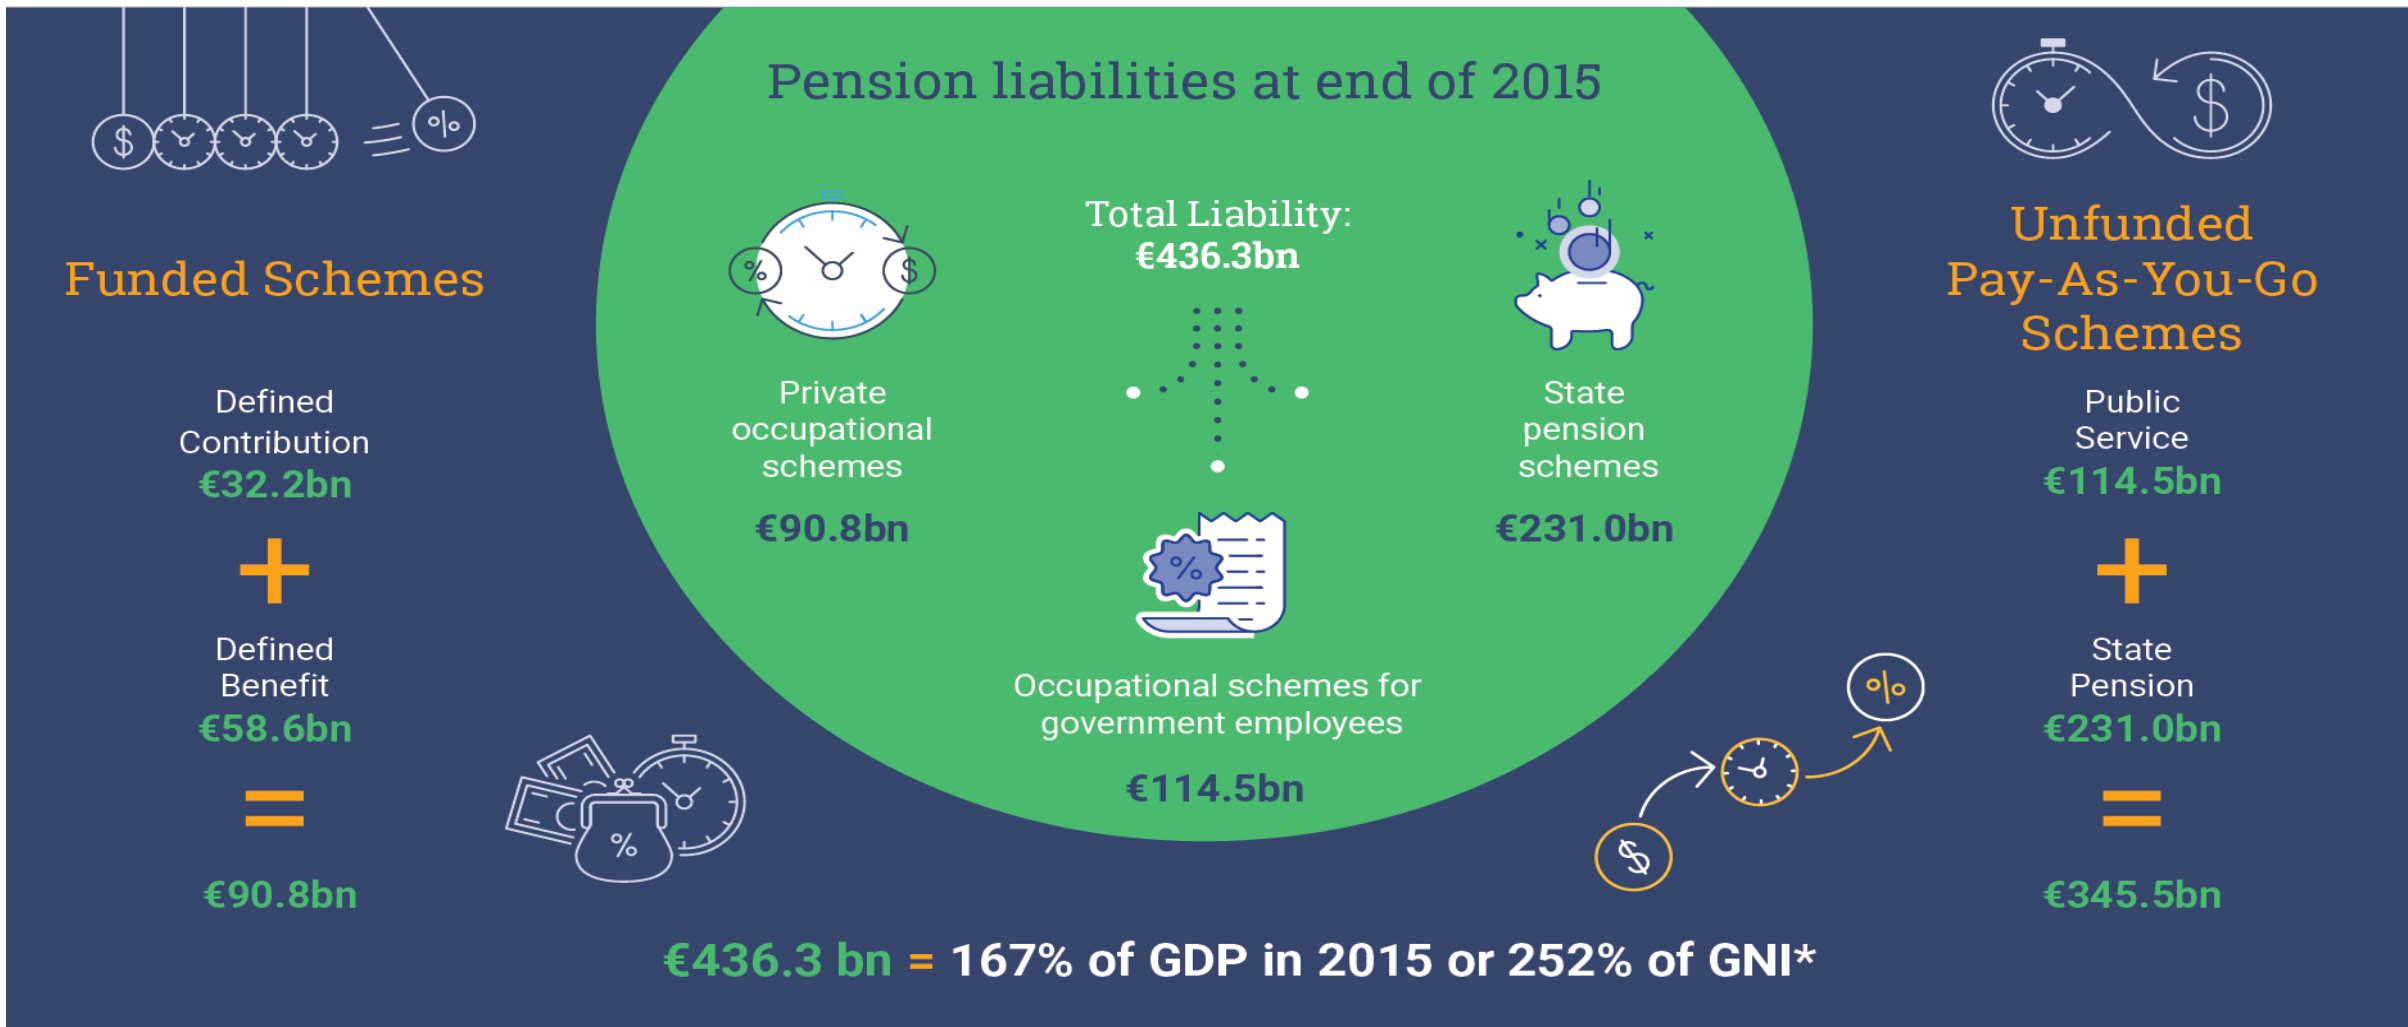 Pension liabilities at end of 2015
Funded Schemes
Defined
Contribution
€32.2bn
+
Defined
Benefit
€58.6bn
=
€90.8bn
Private
occupational
schemes
€90.8bn
Total Liability:
€436.3bn
Occupational schemes for
government employees
€114.5bn
State
pension
schemes
€231.0bn
Unfunded
Pay-As-You-Go
Schemes
Public
Service
€114.5bn
+
State
Pension
€231.0bn
=
€345.5bn
€436.3 bn = 167% of GDP in 2015 or 252% of GNI*